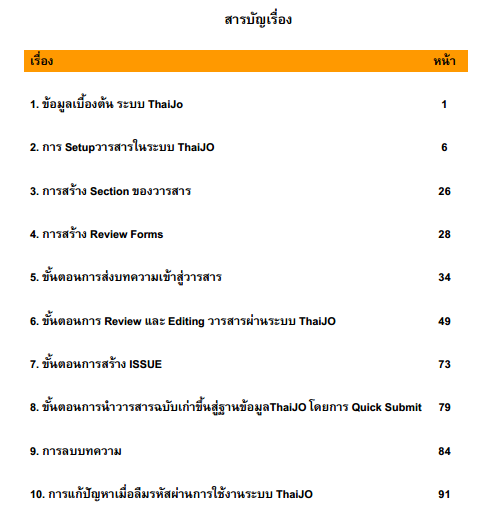 สารบัญเรื่อง
เรื่อง หน้า
1. ข้อมูลเบื้องต้น ระบบ ThaiJo 1
2. การ Setupวารสารในระบบ ThaiJO 6
3. การสร้าง Section ของวารสาร 26
4. การสร้าง Review Forms 28
5. ขั้นตอนการส่งบทความเข้าสู่วารสาร 34
6. ขั้นตอนการ Review และ Editing วารสารผ่านระบบ ThaiJO 49
7. ขั้นตอนการสร้าง ISSUE 73
8. ขั้นตอนการนำวารสารฉบับเก่าขึ้นสู่ฐานข้อมูลThaiJO โดยการ Quick Submit 79
9. การลบบทความ 84
10. การแก้ปัญหาเมื่อลืมรหัสผ่านการใช้งานระบบ ThaiJO 91